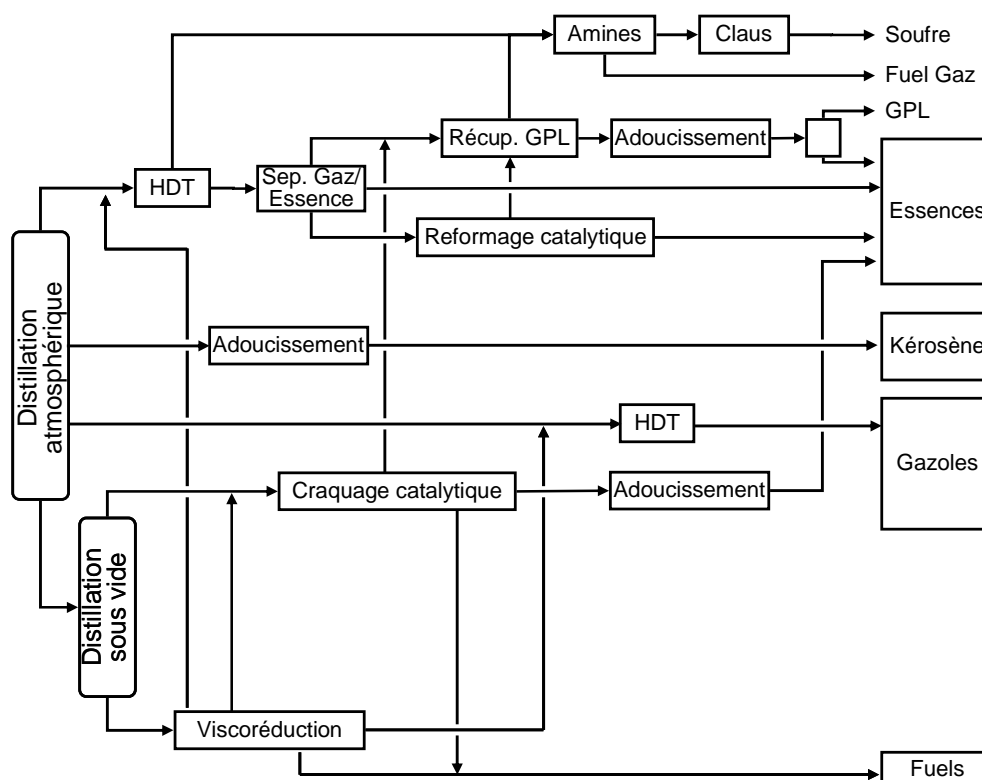 Amines
Claus
Soufre
Fuel Gaz
GPL
Récup. GPL
Adoucissement
HDT
Sep. Gaz/
Essence
Essences
Reformage catalytique
Distillation
atmosphérique
Adoucissement
Kérosène
HDT
Gazoles
Craquage catalytique
Adoucissement
Distillation
sous vide
Viscoréduction
Fuels